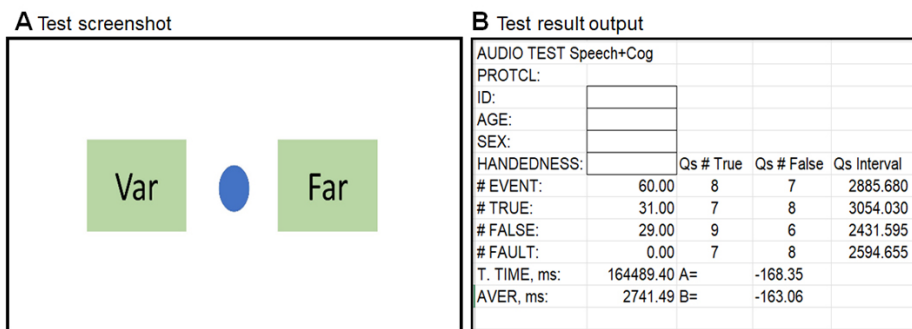 A Test screenshot
Var
Far
B Test result output
AUDIO TEST Speech+Cog
PROTCL:
ID:
AGE:
SEX:
HANDEDNESS: Qs # True Qs # False Qs Interval
# EVENT: 60.00 8 7 2885.680
# TRUE: 31.00 7 8 3054.030
# FALSE: 29.00 9 6 2431.595
# FAULT: 0.00 7 8 2594.655
T. TIME, ms: 164489.40 A= -168.35
AVER, ms: 2741.49 B= -163.06